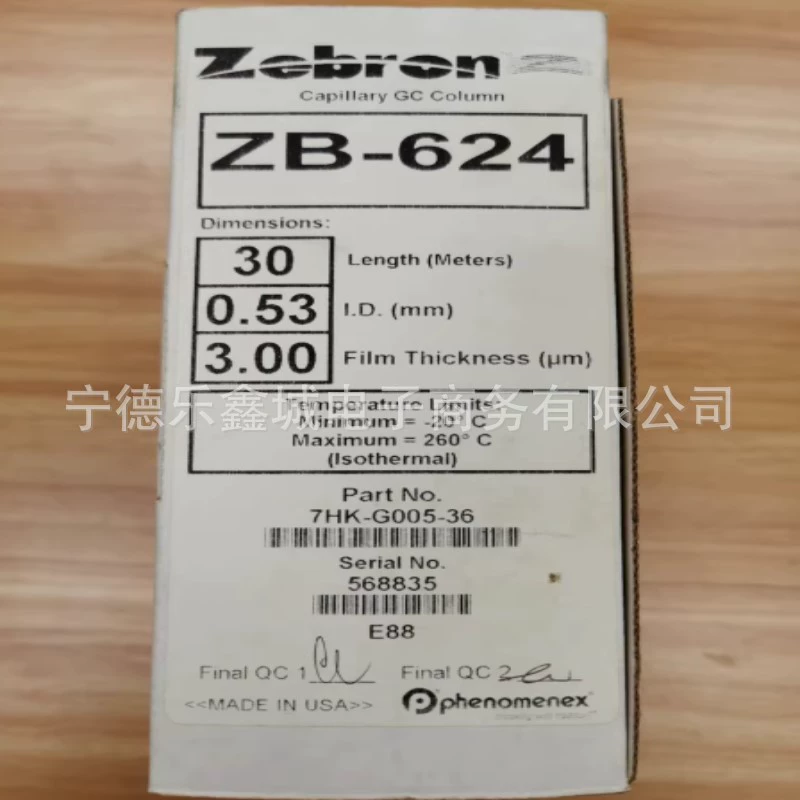 Zebron
Capillary GC Column
ZB-624
Dimensions:
30 Length (Meters)
0.53 I.D. (mm)
3.00 Film Thickness (µm)
宁德乐鑫城电子商务有限公司
Temperature Limits:
Minimum = -20° C
Maximum = 260° C
(Isothermal)
Part No.
7HK-G005-36
Serial No.
568835
E88
Final QC 1 Final QC 2
<<MADE IN USA>> phenomenex